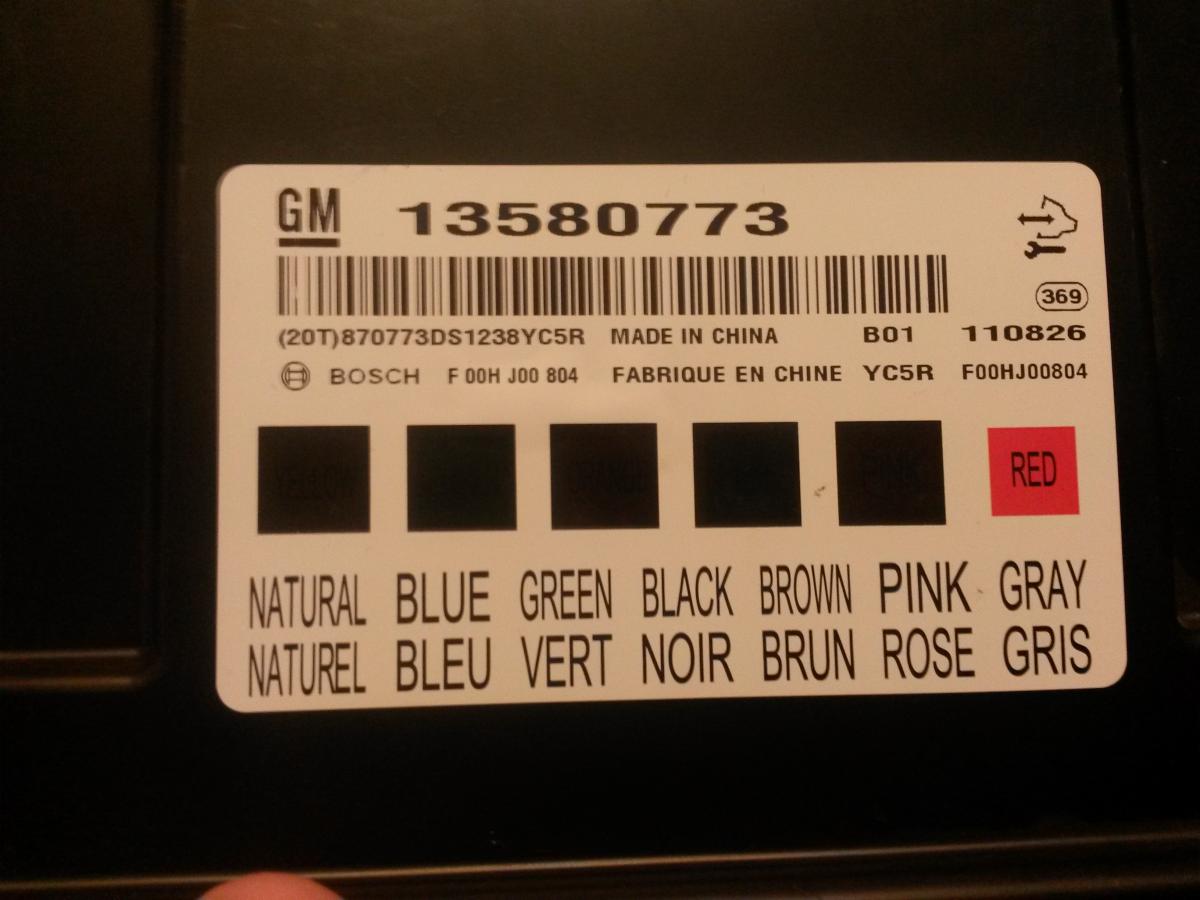 GM 13580773
369
(20T)870773DS1238YC5R MADE IN CHINA B01 110826
BOSCH F 00H J00 804 FABRIQUE EN CHINE YC5R F00HJ00804
PINK RED
NATURAL BLUE GREEN BLACK BROWN PINK GRAY
NATUREL BLEU VERT NOIR BRUN ROSE GRIS